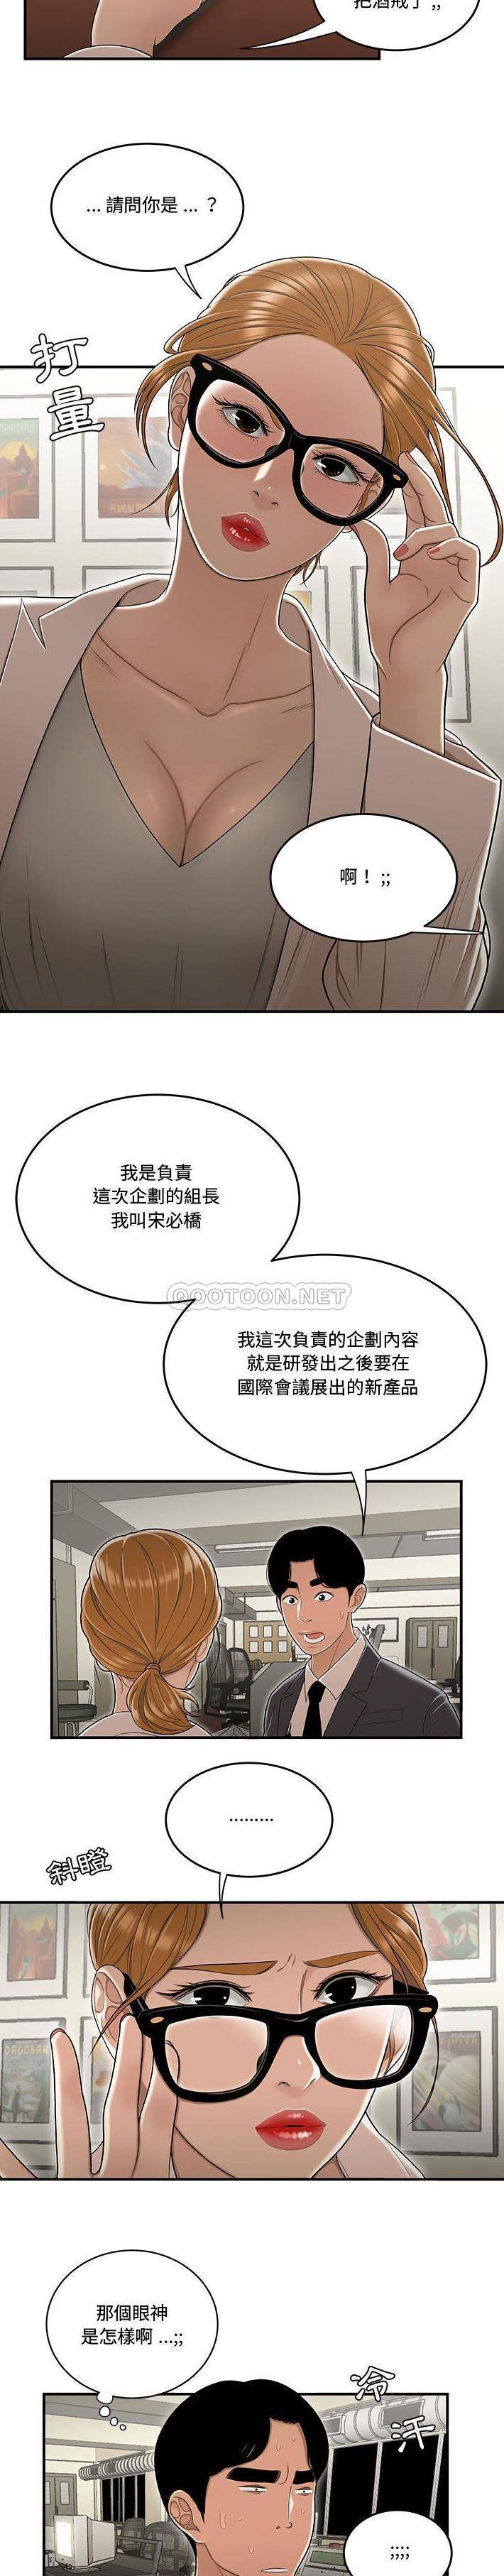 把酒戒了;;
... 請問你是 ... ？
打量
啊！ ;;
我是負責
這次企劃的組長
我叫宋必橋
QOOTOON.NET
我這次負責的企劃內容
就是研發出之後要在
國際會議展出的新產品
.........
斜瞪
DAGOBAH
那個眼神
是怎樣啊 ...;;
冷汗
;;;;